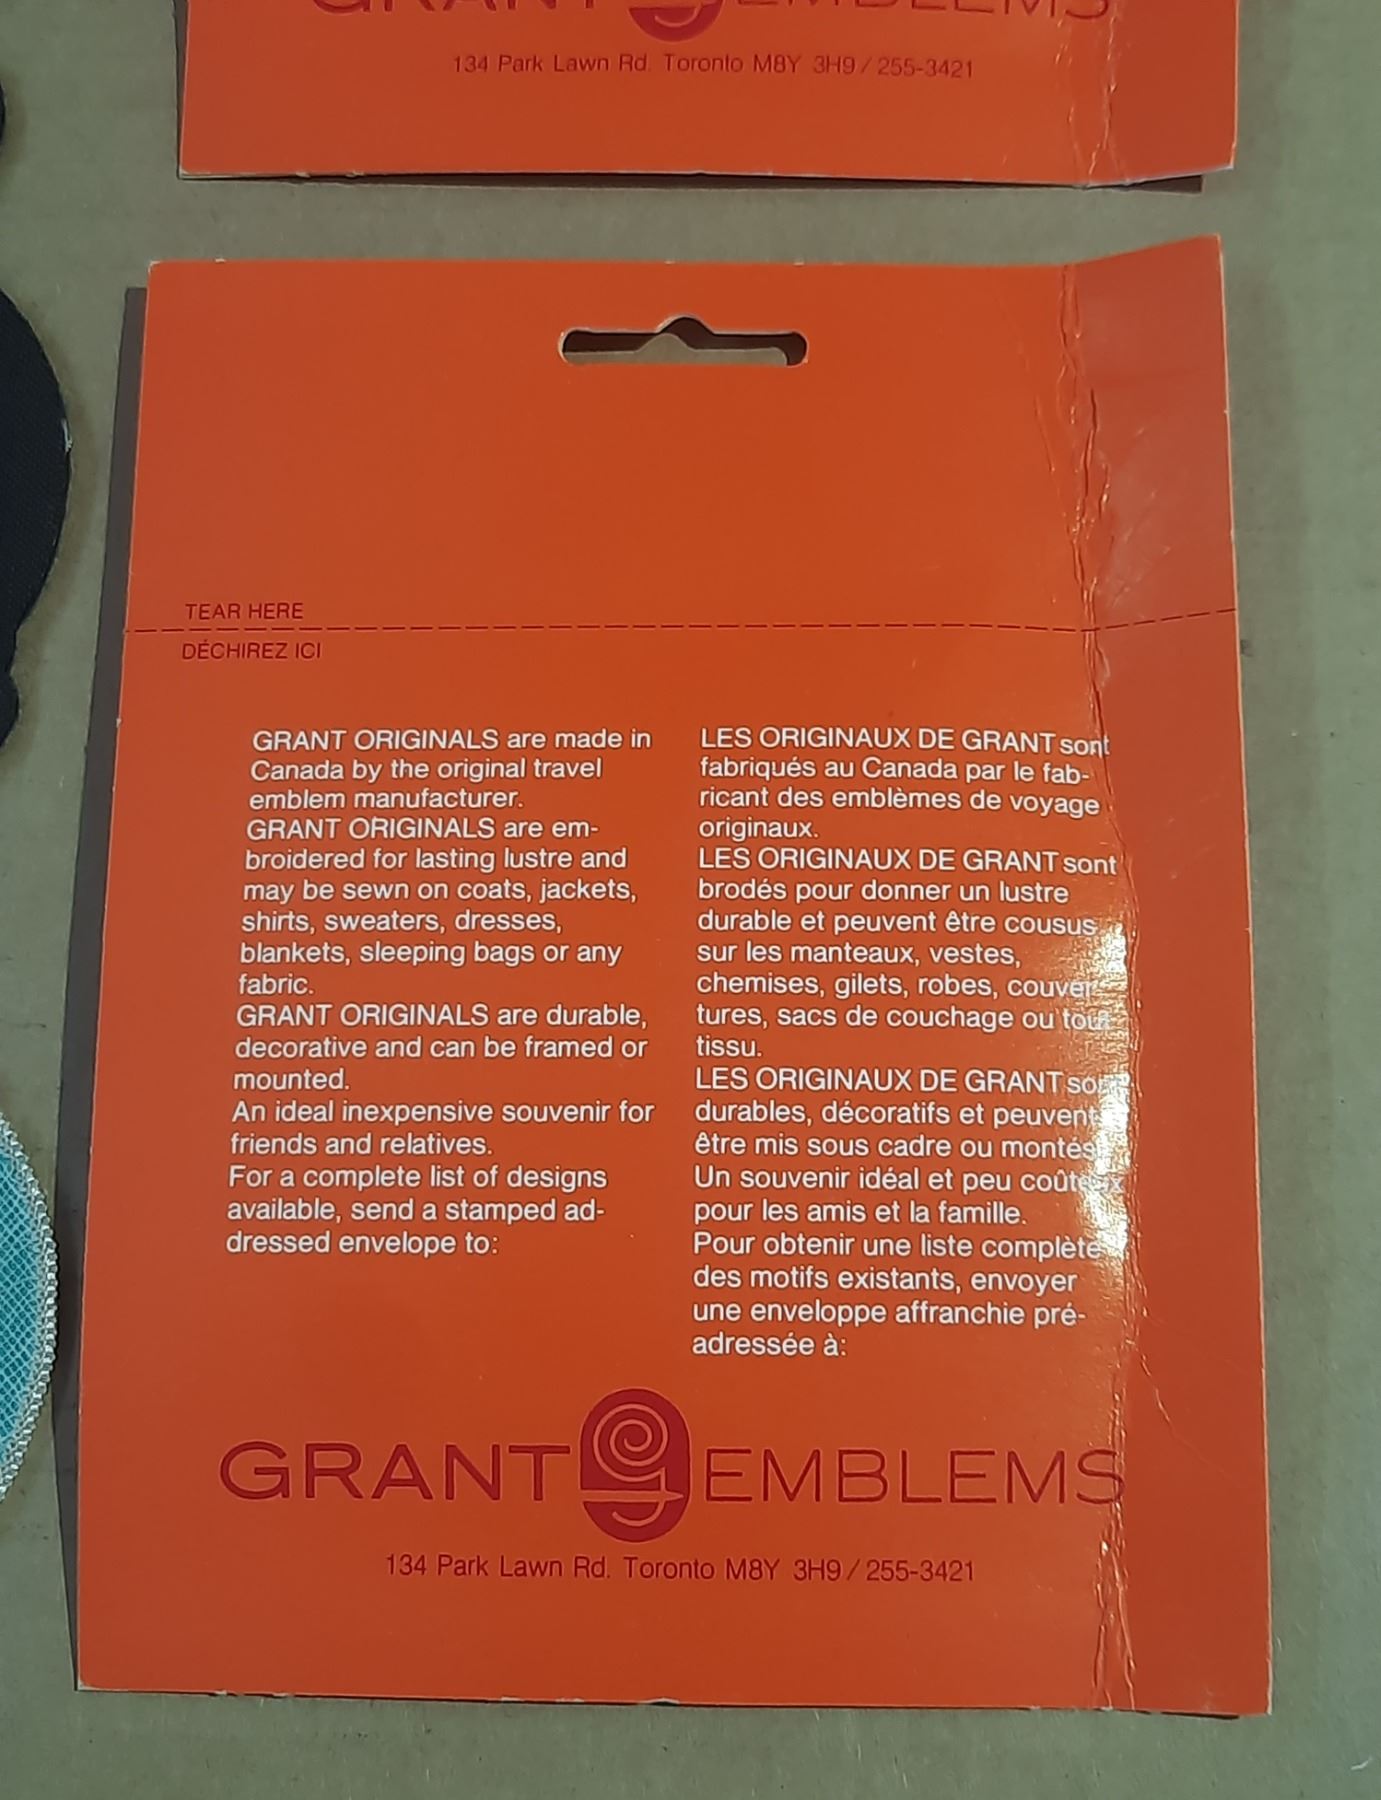 GRANT EMBLEMS
134 Park Lawn Rd. Toronto M8Y 3H9 / 255-3421
TEAR HERE
DÉCHIREZ ICI
GRANT ORIGINALS are made in
Canada by the original travel
emblem manufacturer.
GRANT ORIGINALS are em-
broidered for lasting lustre and
may be sewn on coats, jackets,
shirts, sweaters, dresses,
blankets, sleeping bags or any
fabric.
GRANT ORIGINALS are durable,
decorative and can be framed or
mounted.
An ideal inexpensive souvenir for
friends and relatives.
For a complete list of designs
available, send a stamped ad-
dressed envelope to:
LES ORIGINAUX DE GRANT sont
fabriqués au Canada par le fab-
ricant des emblèmes de voyage
originaux.
LES ORIGINAUX DE GRANT sont
brodés pour donner un lustre
durable et peuvent être cousus
sur les manteaux, vestes,
chemises, gilets, robes, couver-
tures, sacs de couchage ou tout
tissu.
LES ORIGINAUX DE GRANT sont
durables, décoratifs et peuvent
être mis sous cadre ou montés.
Un souvenir idéal et peu coûteux
pour les amis et la famille.
Pour obtenir une liste complète
des motifs existants, envoyer
une enveloppe affranchie pré-
adressée à:
GRANT g EMBLEMS
134 Park Lawn Rd. Toronto M8Y 3H9 / 255-3421